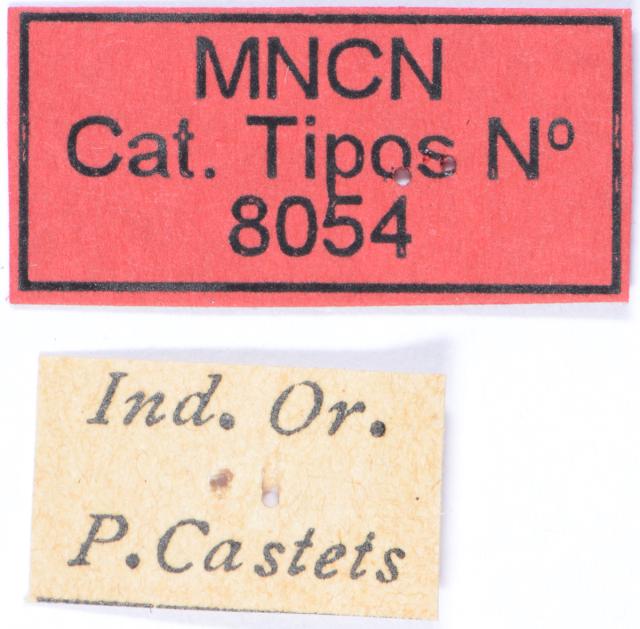 MNCN
Cat. Tipos Nº
8054
Ind. Or.
P. Castets